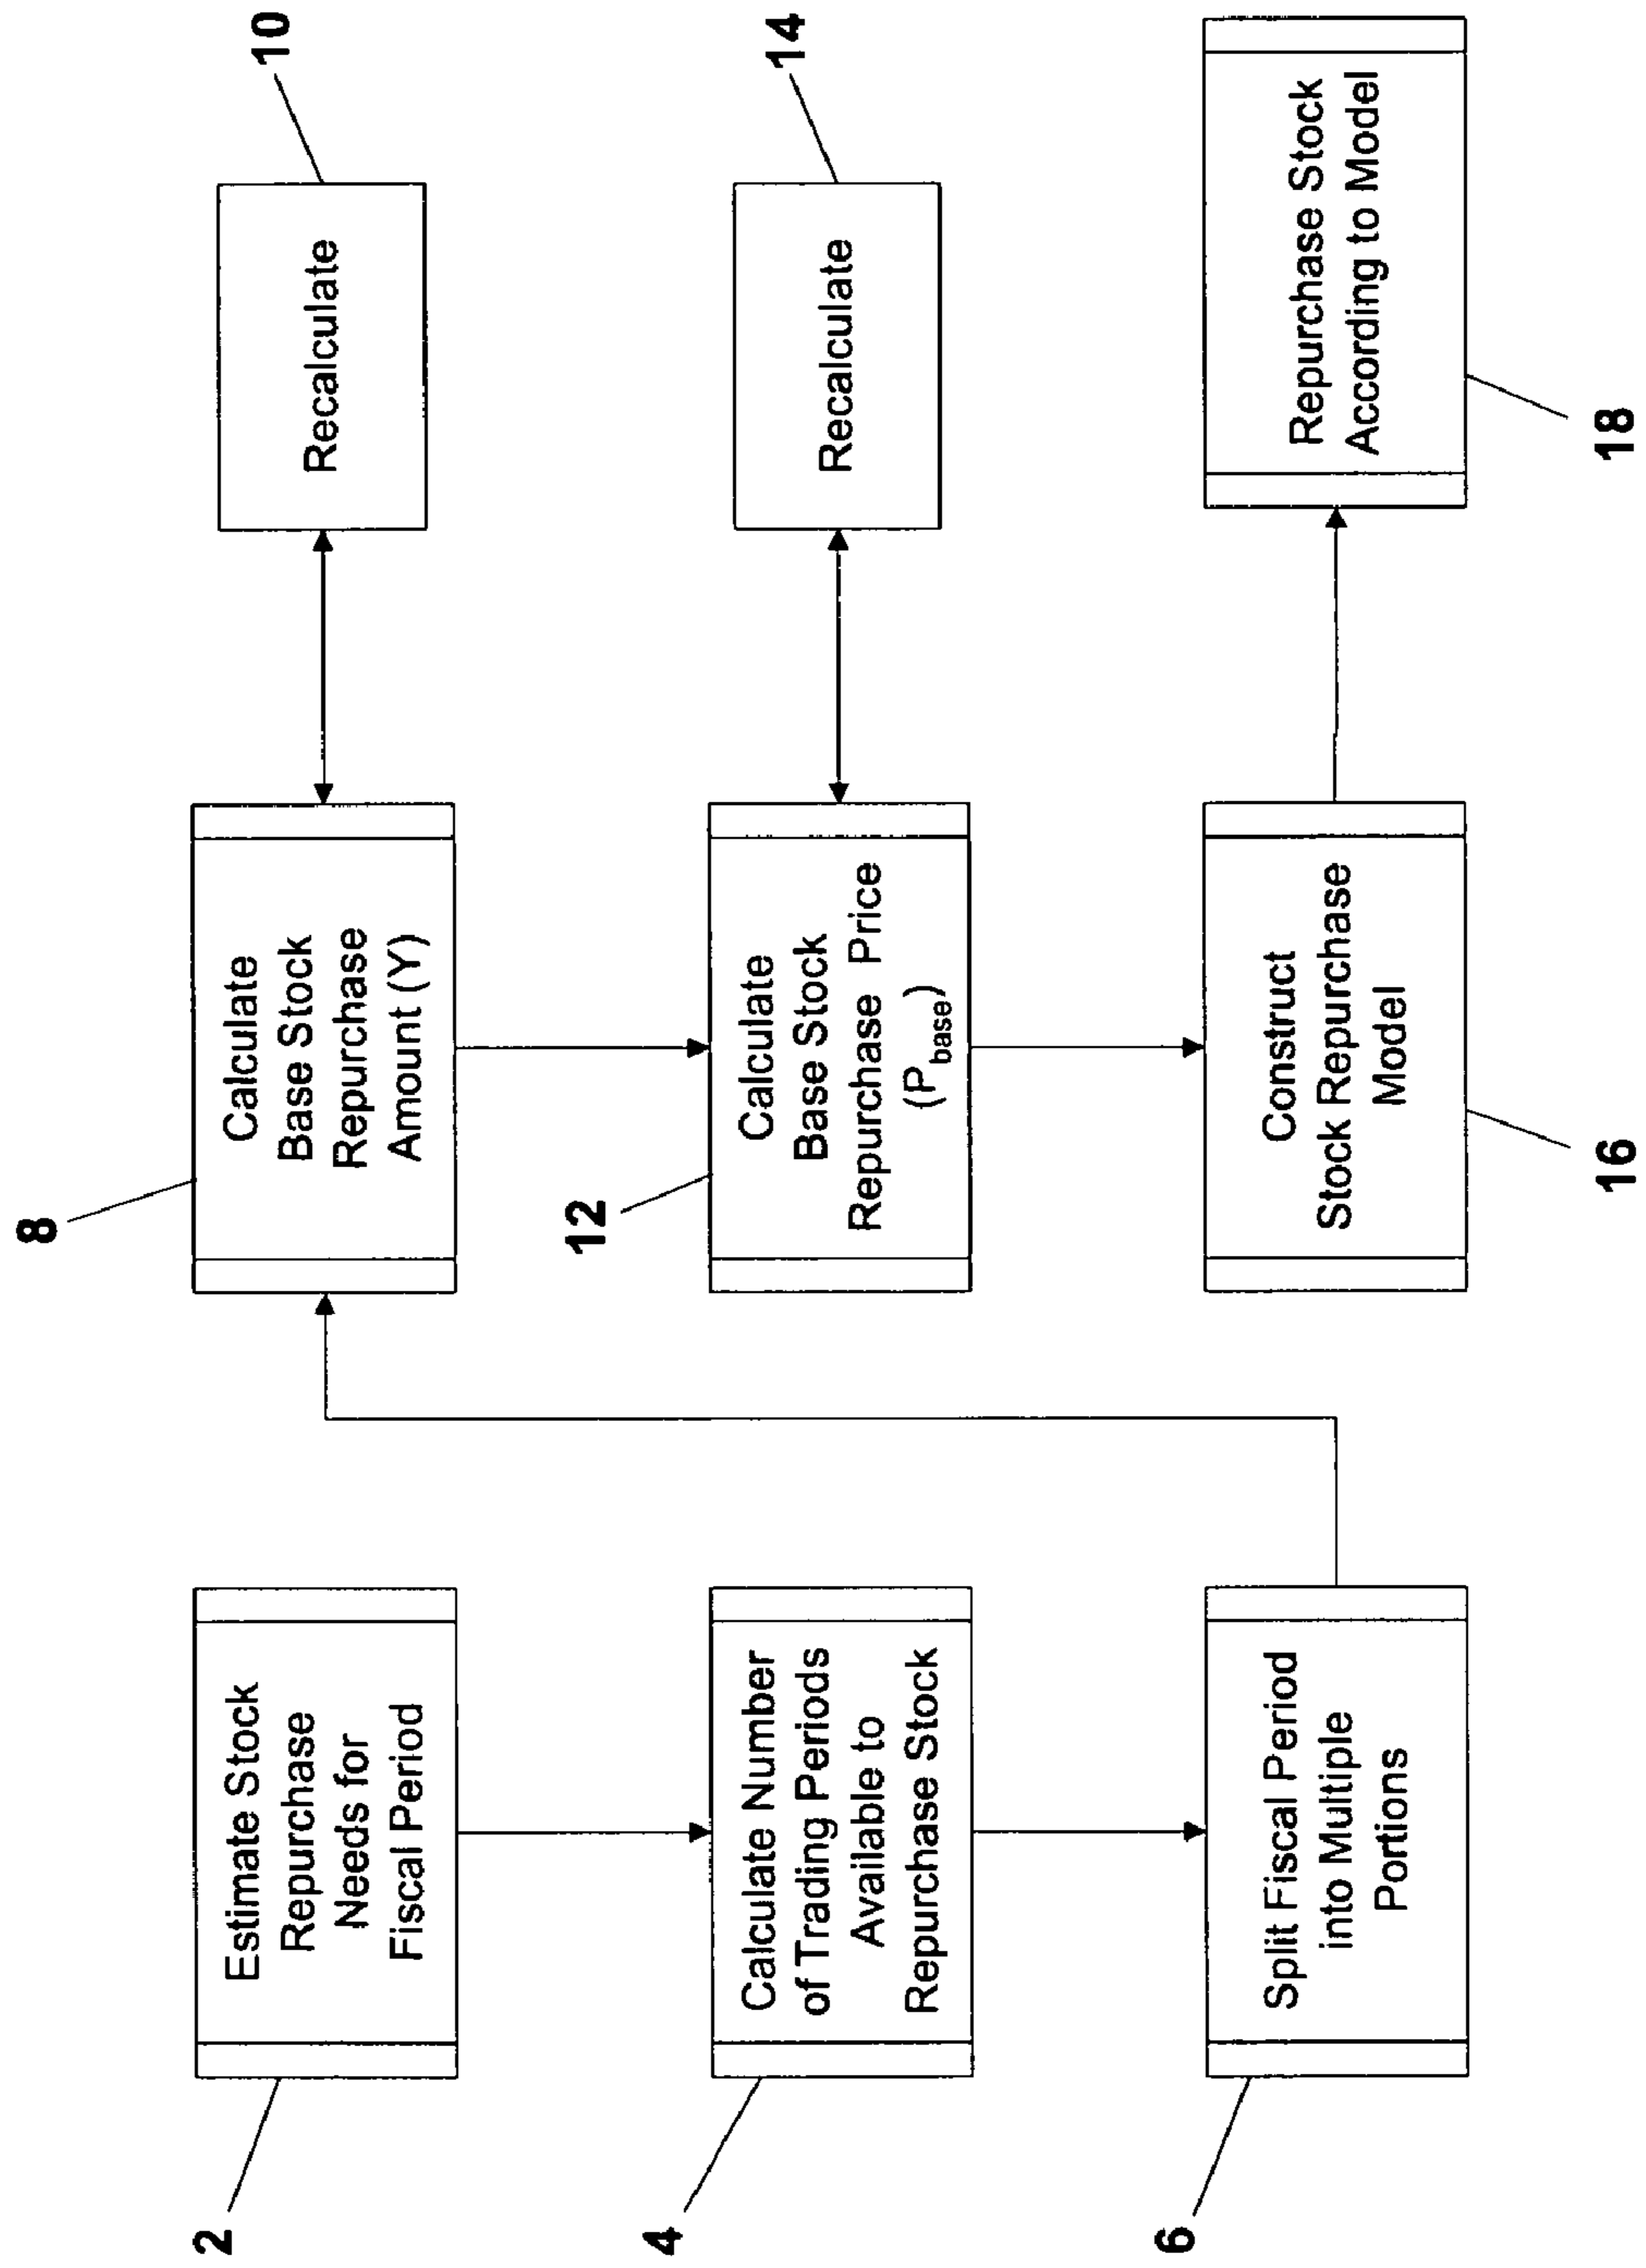 2
Estimate Stock
Repurchase
Needs for
Fiscal Period
4
Calculate Number
of Trading Periods
Available to
Repurchase Stock
6
Split Fiscal Period
into Multiple
Portions
8
Calculate
Base Stock
Repurchase
Amount (Y)
10
Recalculate
12
Calculate
Base Stock
Repurchase Price
(Pbase)
14
Recalculate
16
Construct
Stock Repurchase
Model
18
Repurchase Stock
According to Model